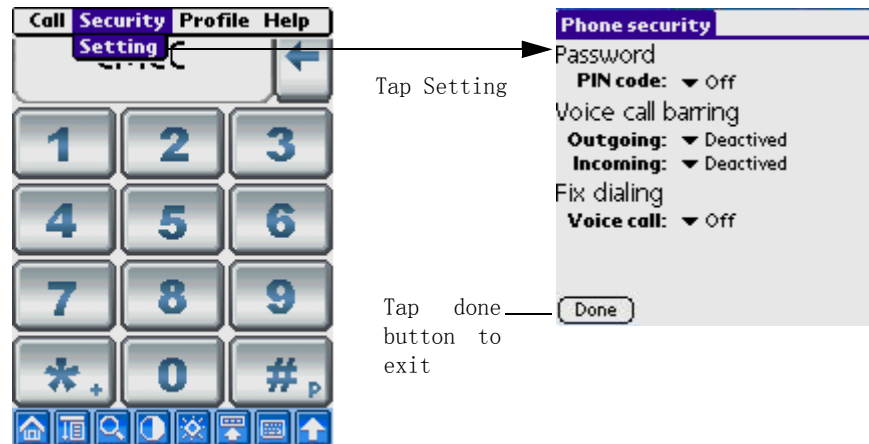 Call Security Profile Help
Setting
1 2 3
4 5 6
7 8 9
* + 0 # P
Tap Setting
Tap done
button to
exit
Phone security
Password
PIN code: Off
Voice call barring
Outgoing: Deactived
Incoming: Deactived
Fix dialing
Voice call: Off
Done